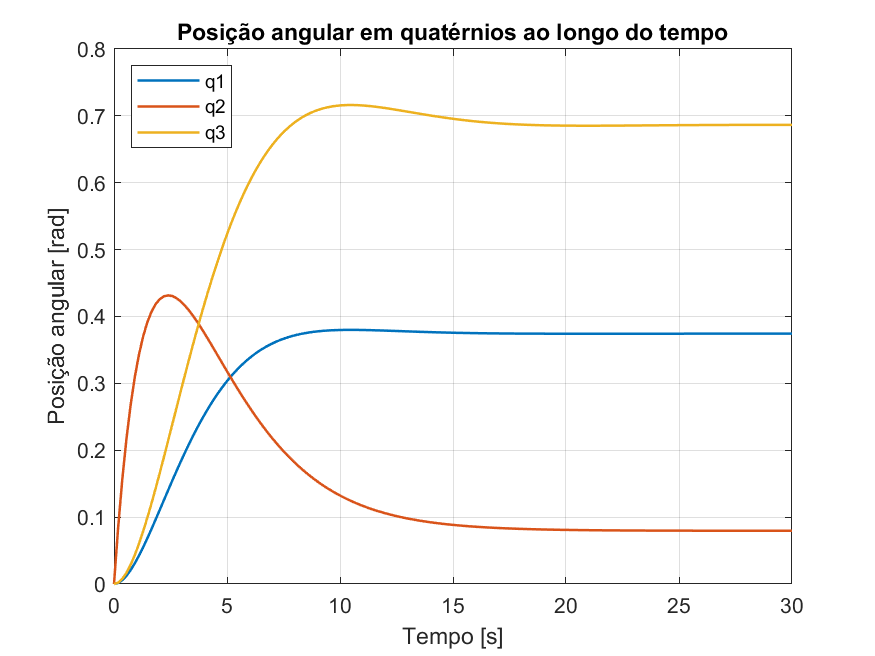 Posição angular em quatérnios ao longo do tempo
q1
q2
q3
Posição angular [rad]
0.8
0.7
0.6
0.5
0.4
0.3
0.2
0.1
0
0 5 10 15 20 25 30
Tempo [s]